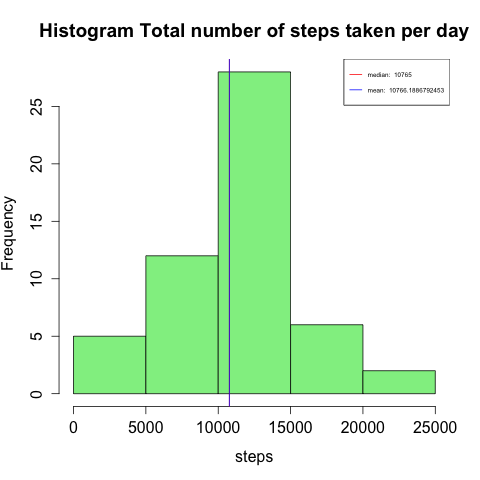 Histogram Total number of steps taken per day
median:  10765
mean:  10766.1886792453
Frequency
25
20
15
10
5
0
0 5000 10000 15000 20000 25000
steps